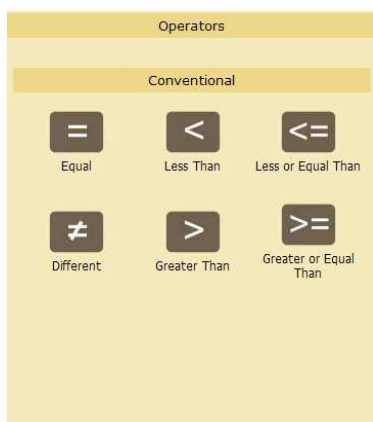 Operators
Conventional
=
<
<=
Equal
Less Than
Less or Equal Than
≠
>
>=
Different
Greater Than
Greater or Equal
Than